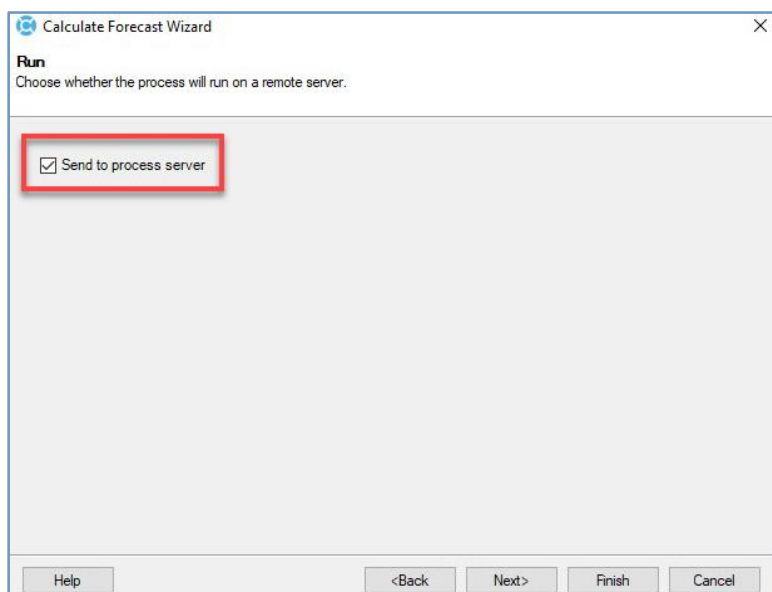 Calculate Forecast Wizard
Run
Choose whether the process will run on a remote server.
Send to process server
Help
<Back
Next>
Finish
Cancel